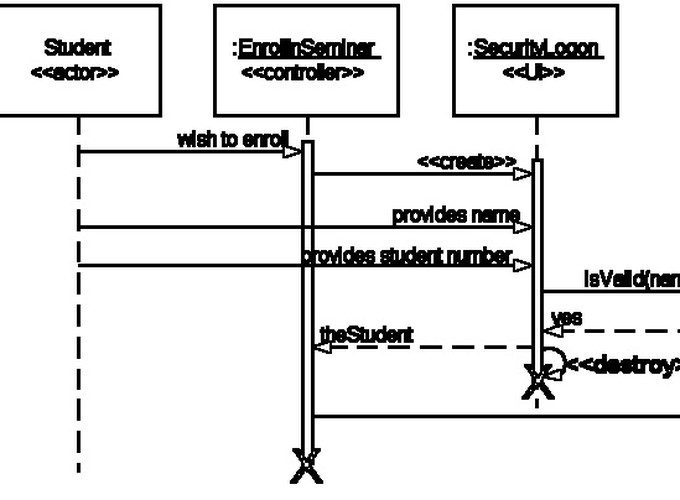 Student
<<actor>>
:EnrollInSeminar
<<controller>>
:SecurityLogon
<<UI>>
wish to enroll
<<create>>
provides name
provides student number
isValid(nam
yes
theStudent
<<destroy>